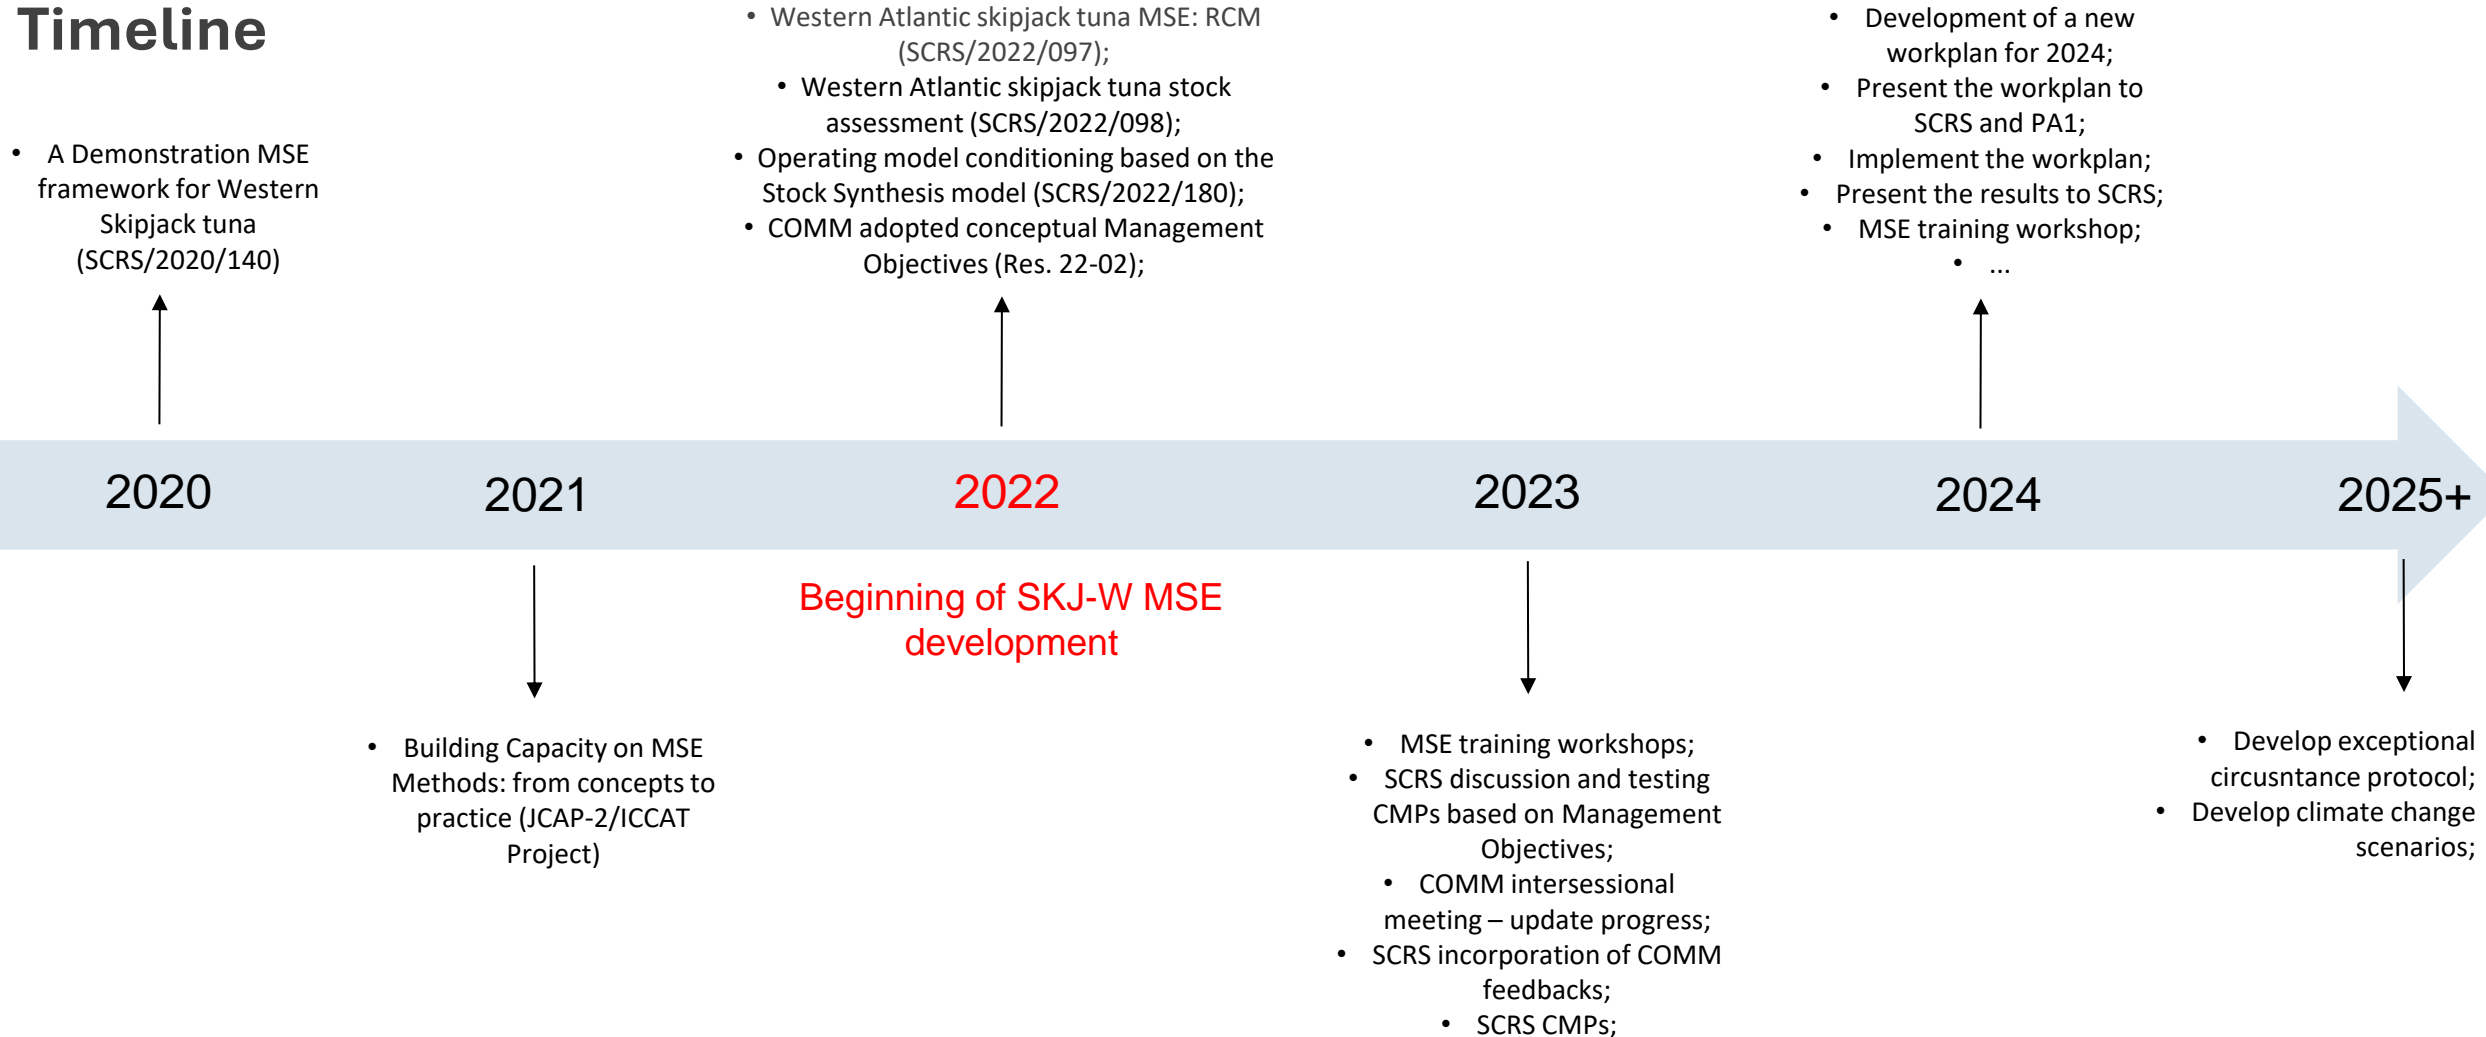 Timeline
• A Demonstration MSE
framework for Western
Skipjack tuna
(SCRS/2020/140)
• Western Atlantic skipjack tuna MSE: RCM
(SCRS/2022/097);
• Western Atlantic skipjack tuna stock
assessment (SCRS/2022/098);
• Operating model conditioning based on the
Stock Synthesis model (SCRS/2022/180);
• COMM adopted conceptual Management
Objectives (Res. 22-02);
• Development of a new
workplan for 2024;
• Present the workplan to
SCRS and PA1;
• Implement the workplan;
• Present the results to SCRS;
• MSE training workshop;
• ...
2020
2021
2022
2023
2024
2025+
Beginning of SKJ-W MSE
development
• Building Capacity on MSE
Methods: from concepts to
practice (JCAP-2/ICCAT
Project)
• MSE training workshops;
• SCRS discussion and testing
CMPs based on Management
Objectives;
• COMM intersessional
meeting – update progress;
• SCRS incorporation of COMM
feedbacks;
• SCRS CMPs;
• Develop exceptional
circusntance protocol;
• Develop climate change
scenarios;